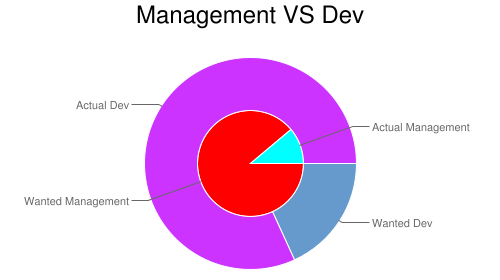 Management VS Dev
Actual Dev
Actual Management
Wanted Management
Wanted Dev